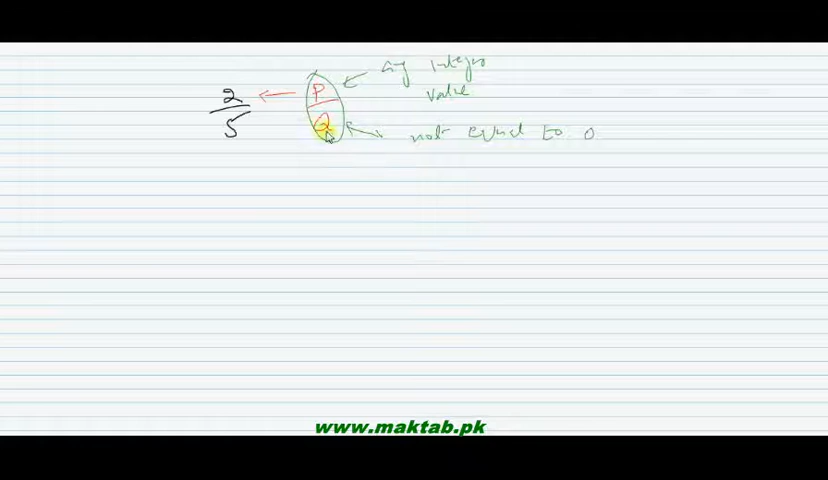 2/5 ← P/Q
any integer
value
not equal to 0
www.maktab.pk